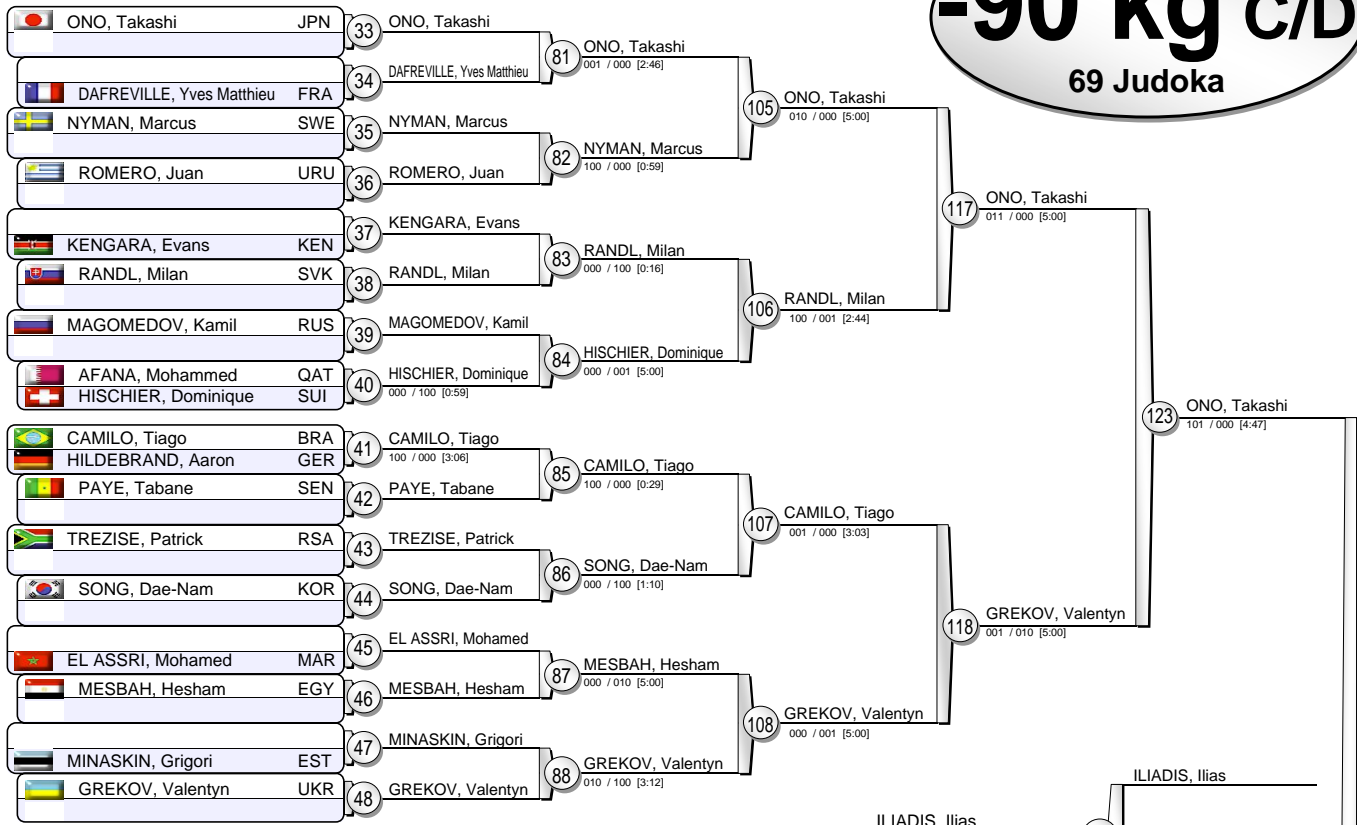 -90 kg C/D
69 Judoka
ONO, Takashi JPN
DAFREVILLE, Yves Matthieu FRA
NYMAN, Marcus SWE
ROMERO, Juan URU
KENGARA, Evans KEN
RANDL, Milan SVK
MAGOMEDOV, Kamil RUS
AFANA, Mohammed QAT
HISCHIER, Dominique SUI
CAMILO, Tiago BRA
HILDEBRAND, Aaron GER
PAYE, Tabane SEN
TREZISE, Patrick RSA
SONG, Dae-Nam KOR
EL ASSRI, Mohamed MAR
MESBAH, Hesham EGY
MINASKIN, Grigori EST
GREKOV, Valentyn UKR
33 ONO, Takashi
34 DAFREVILLE, Yves Matthieu
35 NYMAN, Marcus
36 ROMERO, Juan
37 KENGARA, Evans
38 RANDL, Milan
39 MAGOMEDOV, Kamil
40 HISCHIER, Dominique
000 / 100 [0:59]
41 CAMILO, Tiago
100 / 000 [3:06]
42 PAYE, Tabane
43 TREZISE, Patrick
44 SONG, Dae-Nam
45 EL ASSRI, Mohamed
46 MESBAH, Hesham
47 MINASKIN, Grigori
48 GREKOV, Valentyn
81 ONO, Takashi
001 / 000 [2:46]
82 NYMAN, Marcus
100 / 000 [0:59]
83 RANDL, Milan
000 / 100 [0:16]
84 HISCHIER, Dominique
000 / 001 [5:00]
85 CAMILO, Tiago
100 / 000 [0:29]
86 SONG, Dae-Nam
000 / 100 [1:10]
87 MESBAH, Hesham
000 / 010 [5:00]
88 GREKOV, Valentyn
010 / 100 [3:12]
105 ONO, Takashi
010 / 000 [5:00]
106 RANDL, Milan
100 / 001 [2:44]
107 CAMILO, Tiago
001 / 000 [3:03]
108 GREKOV, Valentyn
000 / 001 [5:00]
117 ONO, Takashi
011 / 000 [5:00]
118 GREKOV, Valentyn
001 / 010 [5:00]
123 ONO, Takashi
101 / 000 [4:47]
ILIADIS, Ilias
ILIADIS, Ilias